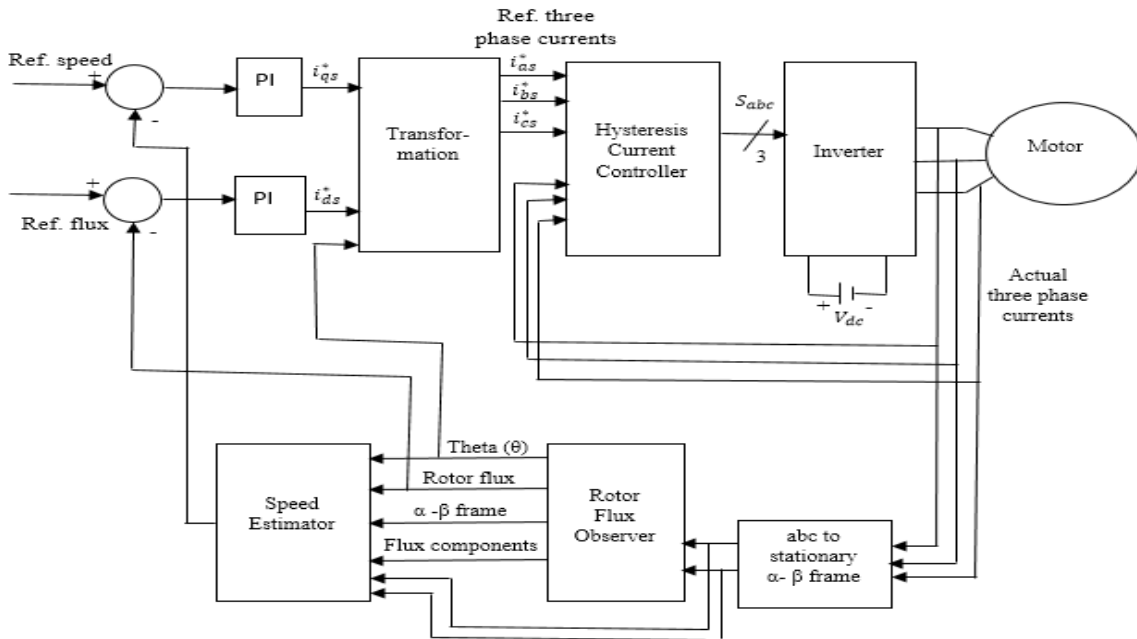 Ref. three
phase currents
Ref. speed
+
-
PI
i*qs
Transfor-
mation
i*as
i*bs
i*cs
Hysteresis
Current
Controller
Sabc
3
Inverter
Motor
+
-
Ref. flux
PI
i*ds
+
-
Vdc
Actual
three phase
currents
Speed
Estimator
Theta (θ)
Rotor flux
α -β frame
Flux components
Rotor
Flux
Observer
abc to
stationary
α- β frame